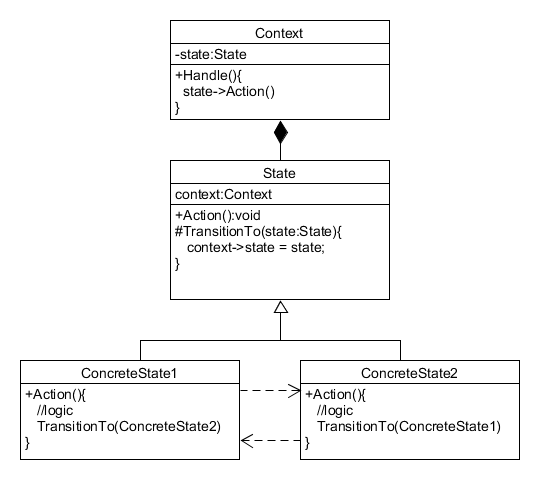 Context
-state:State
+Handle(){
state->Action()
}
State
context:Context
+Action():void
#TransitionTo(state:State){
context->state = state;
}
ConcreteState1
+Action(){
//logic
TransitionTo(ConcreteState2)
}
ConcreteState2
+Action(){
//logic
TransitionTo(ConcreteState1)
}